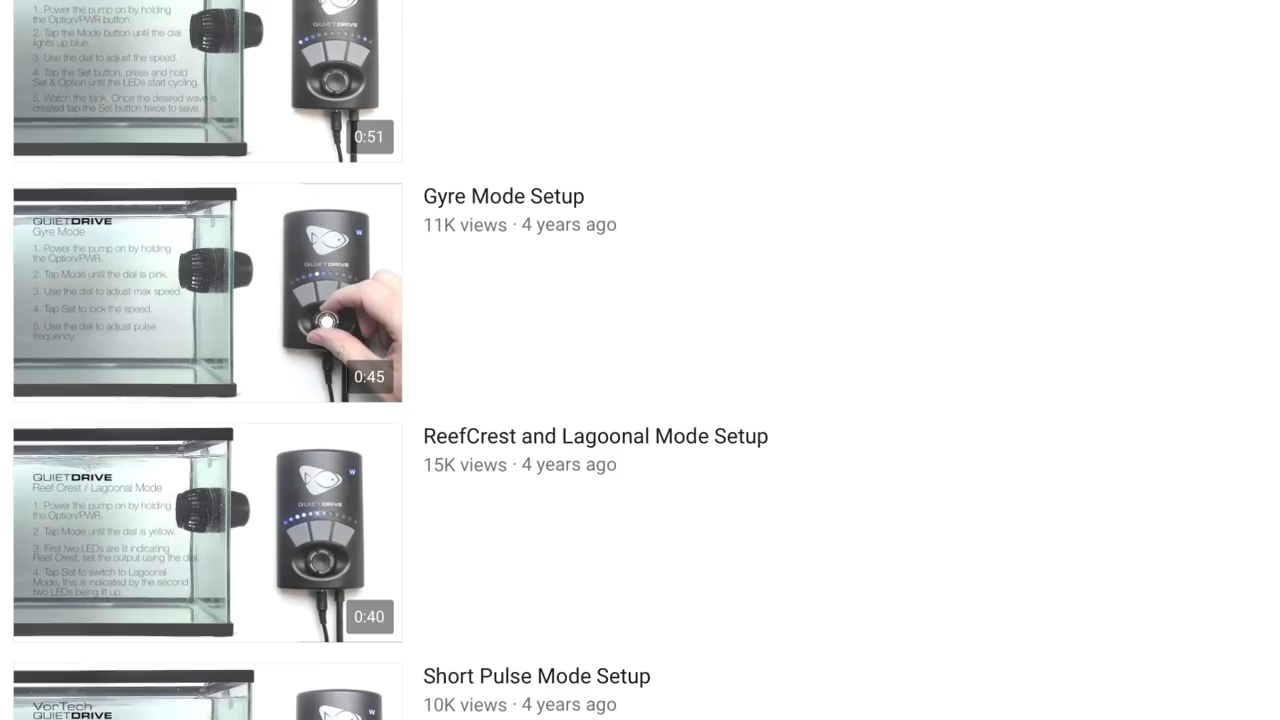 1. Power the pump on by holding
the Option/PWR button.
2. Tap the Mode button until the dial
lights up blue.
3. Use the dial to adjust the speed.
4. Tap the Set button, press and hold
Set & Option until the LEDs start cycling.
5. Watch the tank. Once the desired wave is
created tap the Set button twice to save.
QUIETDRIVE
0:51
QUIETDRIVE
Gyre Mode
1. Power the pump on by holding
the Option/PWR.
2. Tap Mode until the dial is pink.
3. Use the dial to adjust max speed.
4. Tap Set to lock the speed.
5. Use the dial to adjust pulse
frequency.
W
QUIETDRIVE
0:45
Gyre Mode Setup
11K views · 4 years ago
QUIETDRIVE
Reef Crest / Lagoonal Mode
1. Power the pump on by holding
the Option/PWR.
2. Tap Mode until the dial is yellow.
3. First two LEDs are lit indicating
Reef Crest, set the output using the dial.
4. Tap Set to switch to Lagoonal
Mode, this is indicated by the second
two LEDs being lit up.
W
QUIETDRIVE
0:40
ReefCrest and Lagoonal Mode Setup
15K views · 4 years ago
VorTech
QUIETDRIVE
W
Short Pulse Mode Setup
10K views · 4 years ago